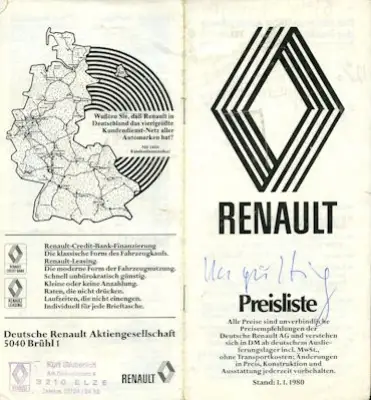 Wußten Sie, daß Renault in
Deutschland das viertgrößte
Kundendienst-Netz aller
Automarken hat?
Renault-Credit-Bank-Finanzierung
Die klassische Form des Fahrzeugkaufs.
Renault-Leasing.
Die moderne Form der Fahrzeugnutzung.
Schnell unbürokratisch günstig.
Kleine oder keine Anzahlung.
Raten, die nicht drücken.
Laufzeiten, die nicht einengen.
Individuell für jede Tasche.
Deutsche Renault Aktiengesellschaft
5040 Brühl 1
3210 ELZE
RENAULT
RENAULT
ungültig
Preisliste
Alle Preise sind unverbindliche
Preisempfehlungen der
Deutsche Renault AG und verstehen
sich in DM ab deutschem Auslie-
ferungslager incl. MwSt.,
ohne Transportkosten; Änderungen
in Preis, Konstruktion und
Ausstattung jederzeit vorbehalten.
Stand: 1. 1. 1980